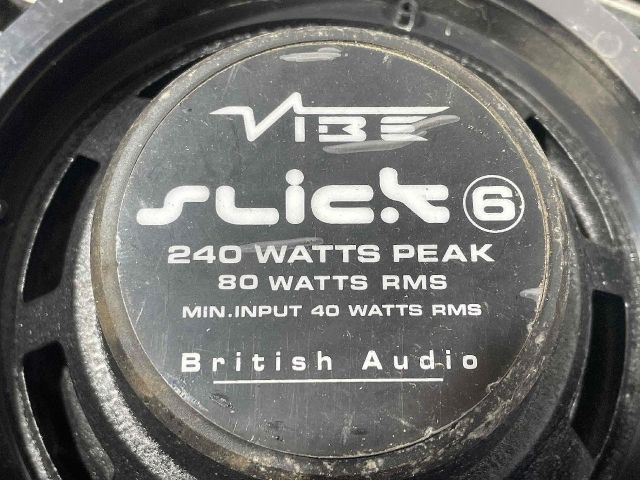 VIBE
SLICK 6
240 WATTS PEAK
80 WATTS RMS
MIN.INPUT 40 WATTS RMS
British Audio